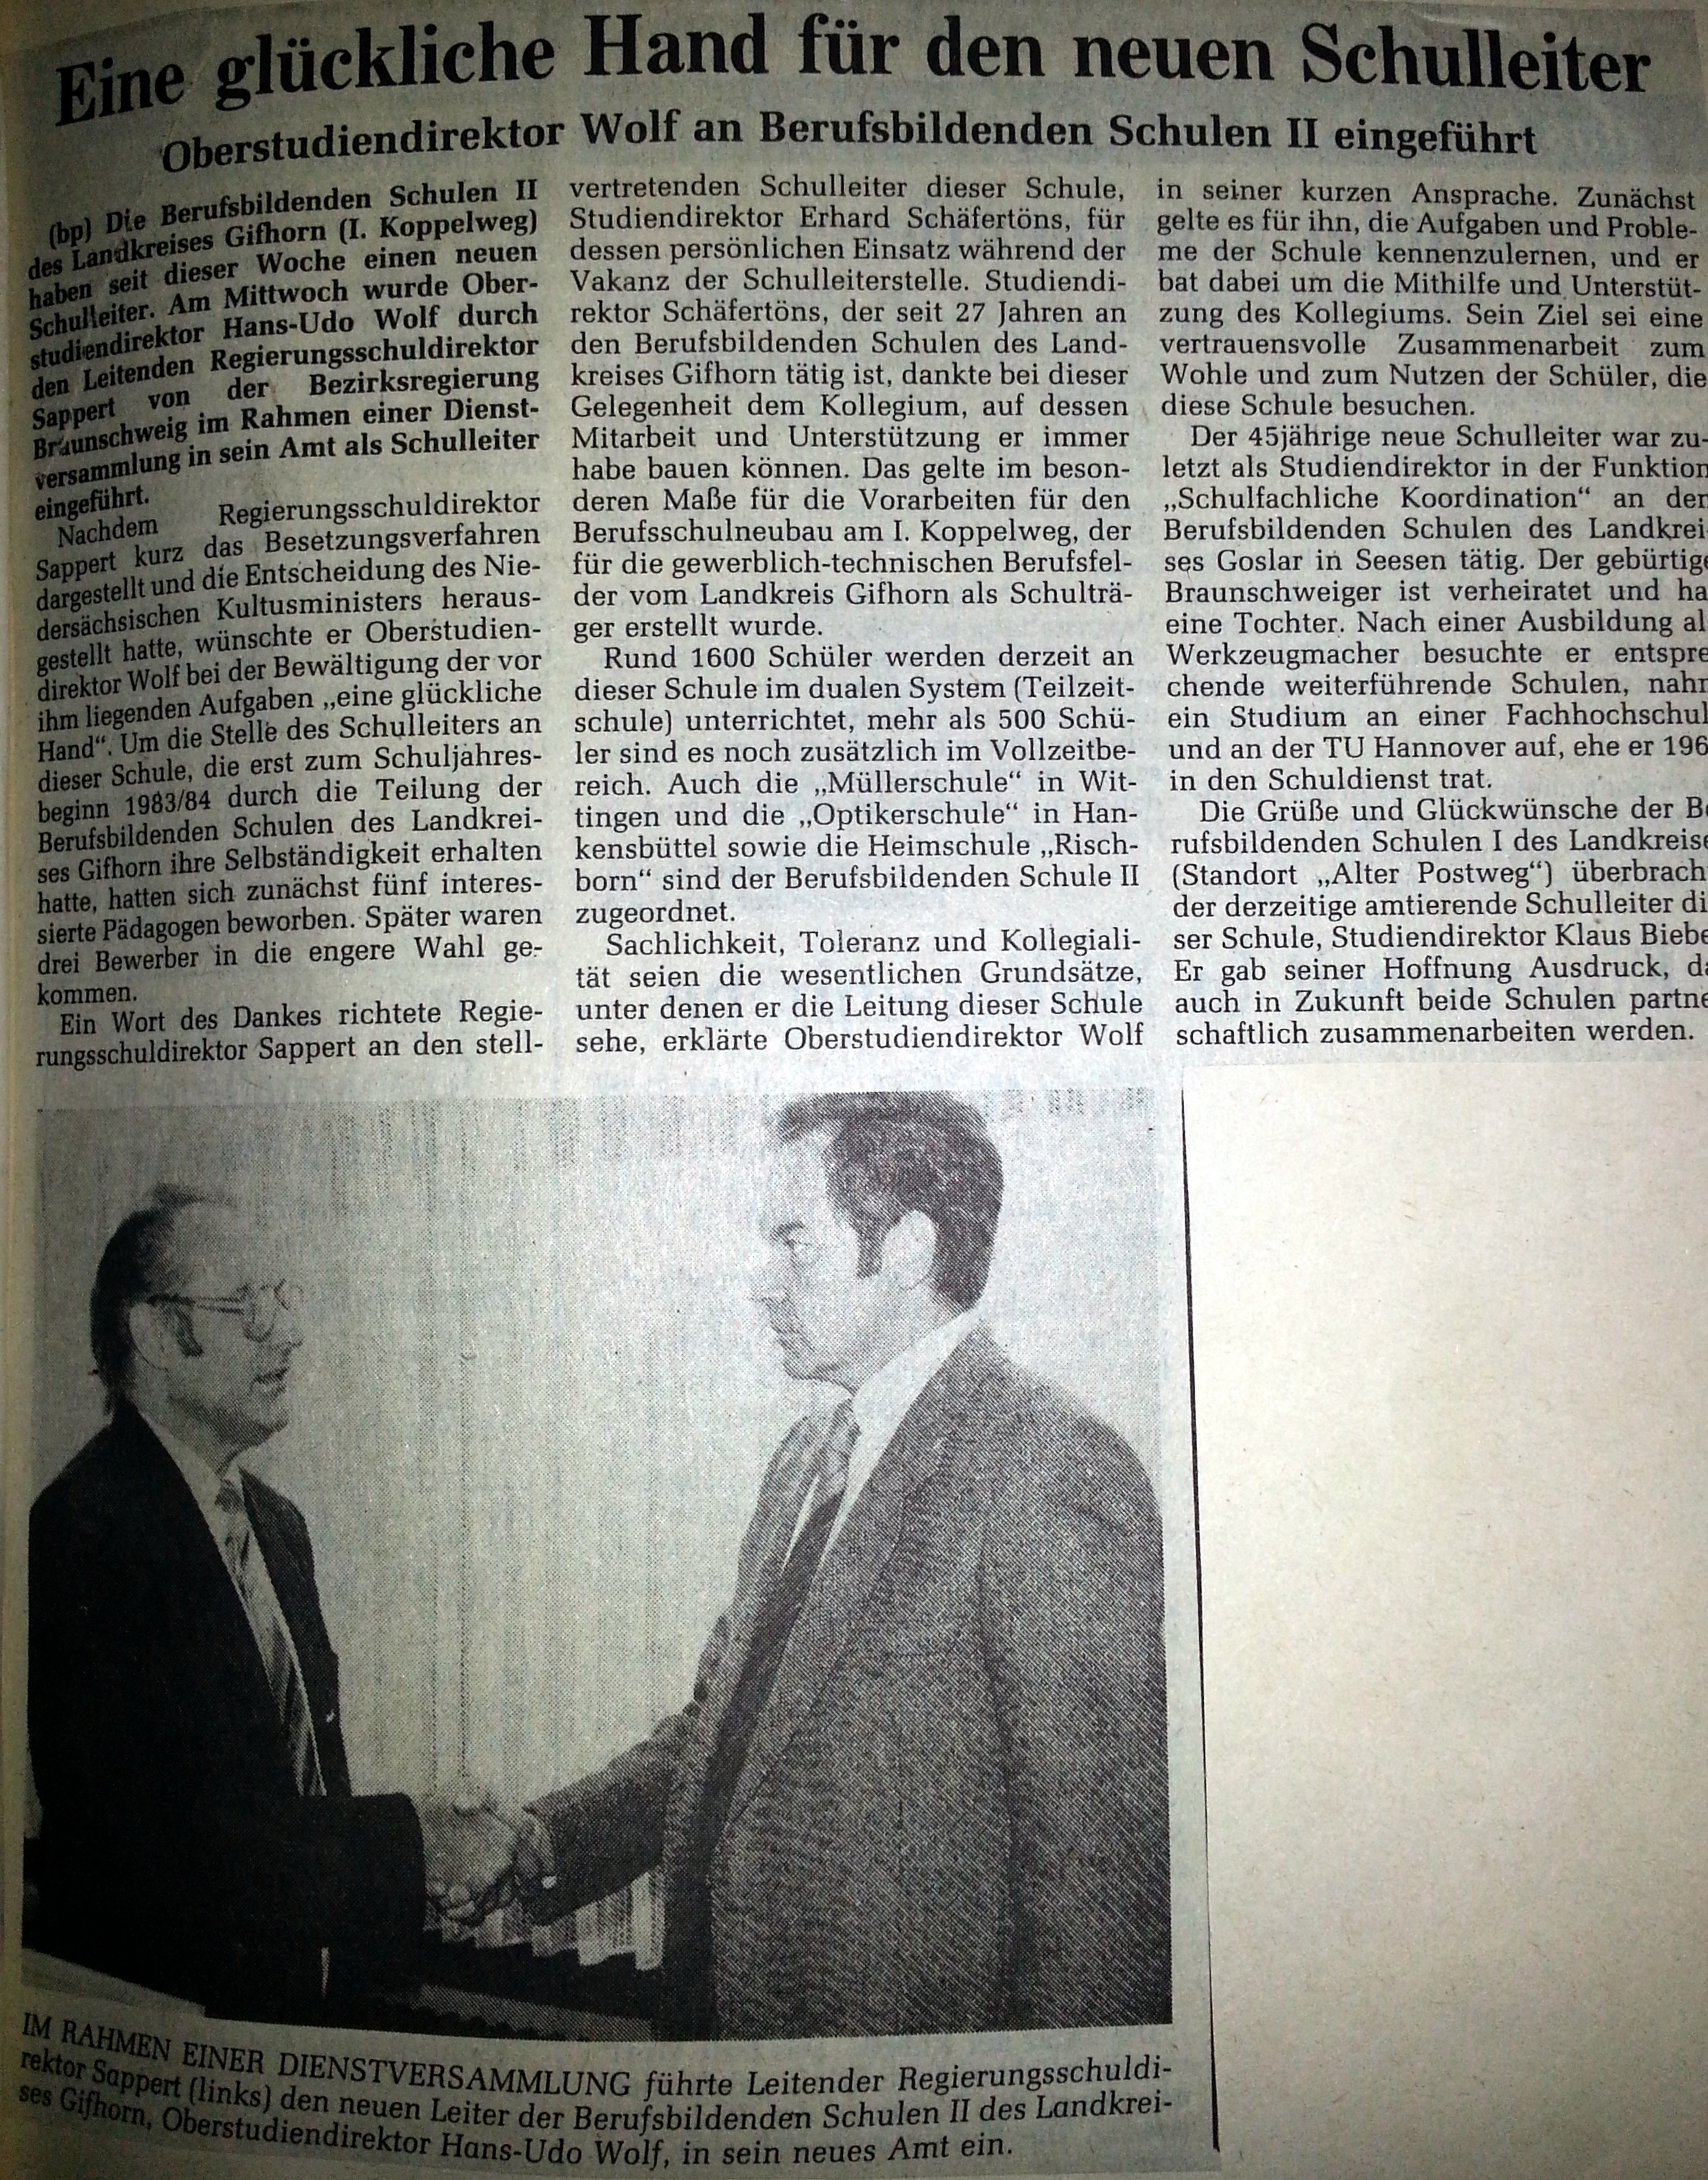 Eine glückliche Hand für den neuen Schulleiter
Oberstudiendirektor Wolf an Berufsbildenden Schulen II eingeführt
(bp) Die Berufsbildenden Schulen II
des Landkreises Gifhorn (I. Koppelweg)
haben seit dieser Woche einen neuen
Schulleiter. Am Mittwoch wurde Ober-
studiendirektor Hans-Udo Wolf durch
den Leitenden Regierungsschuldirektor
Sappert von der Bezirksregierung
Braunschweig im Rahmen einer Dienst-
versammlung in sein Amt als Schulleiter
eingeführt.
Nachdem Regierungsschuldirektor
Sappert kurz das Besetzungsverfahren
dargestellt und die Entscheidung des Nie-
dersächsischen Kultusministers heraus-
gestellt hatte, wünschte er Oberstudien-
direktor Wolf bei der Bewältigung der vor
ihm liegenden Aufgaben „eine glückliche
Hand“. Um die Stelle des Schulleiters an
dieser Schule, die erst zum Schuljahres-
beginn 1983/84 durch die Teilung der
Berufsbildenden Schulen des Landkrei-
ses Gifhorn ihre Selbständigkeit erhalten
hatte, hatten sich zunächst fünf interes-
sierte Pädagogen beworben. Später waren
drei Bewerber in die engere Wahl ge-
kommen.
Ein Wort des Dankes richtete Regie-
rungsschuldirektor Sappert an den stell-
vertretenden Schulleiter dieser Schule,
Studiendirektor Erhard Schäfertöns, für
dessen persönlichen Einsatz während der
Vakanz der Schulleiterstelle. Studiendi-
rektor Schäfertöns, der seit 27 Jahren an
den Berufsbildenden Schulen des Land-
kreises Gifhorn tätig ist, dankte bei dieser
Gelegenheit dem Kollegium, auf dessen
Mitarbeit und Unterstützung er immer
habe bauen können. Das gelte im beson-
deren Maße für die Vorarbeiten für den
Berufsschulneubau am I. Koppelweg, der
für die gewerblich-technischen Berufsfel-
der vom Landkreis Gifhorn als Schulträ-
ger erstellt wurde.
Rund 1600 Schüler werden derzeit an
dieser Schule im dualen System (Teilzeit-
schule) unterrichtet, mehr als 500 Schü-
ler sind es noch zusätzlich im Vollzeitbe-
reich. Auch die „Müllerschule“ in Wit-
tingen und die „Optikerschule“ in Han-
kensbüttel sowie die Heimschule „Risch-
born“ sind der Berufsbildenden Schule II
zugeordnet.
Sachlichkeit, Toleranz und Kollegiali-
tät seien die wesentlichen Grundsätze,
unter denen er die Leitung dieser Schule
sehe, erklärte Oberstudiendirektor Wolf
in seiner kurzen Ansprache. Zunächst
gelte es für ihn, die Aufgaben und Proble-
me der Schule kennenzulernen, und er
bat dabei um die Mithilfe und Unterstüt-
zung des Kollegiums. Sein Ziel sei eine
vertrauensvolle Zusammenarbeit zum
Wohle und zum Nutzen der Schüler, die
diese Schule besuchen.
Der 45jährige neue Schulleiter war zu-
letzt als Studiendirektor in der Funktion
„Schulfachliche Koordination“ an den
Berufsbildenden Schulen des Landkrei-
ses Goslar in Seesen tätig. Der gebürtige
Braunschweiger ist verheiratet und ha
eine Tochter. Nach einer Ausbildung al
Werkzeugmacher besuchte er entspre
chende weiterführende Schulen, nahm
ein Studium an einer Fachhochschul
und an der TU Hannover auf, ehe er 196
in den Schuldienst trat.
Die Grüße und Glückwünsche der Be
rufsbildenden Schulen I des Landkreise
(Standort „Alter Postweg“) überbrach
der derzeitige amtierende Schulleiter di
ser Schule, Studiendirektor Klaus Biebe
Er gab seiner Hoffnung Ausdruck, da
auch in Zukunft beide Schulen partne
schaftlich zusammenarbeiten werden.
IM RAHMEN EINER DIENSTVERSAMMLUNG führte Leitender Regierungsschuldi-
rektor Sappert (links) den neuen Leiter der Berufsbildenden Schulen II des Landkrei-
ses Gifhorn, Oberstudiendirektor Hans-Udo Wolf, in sein neues Amt ein.